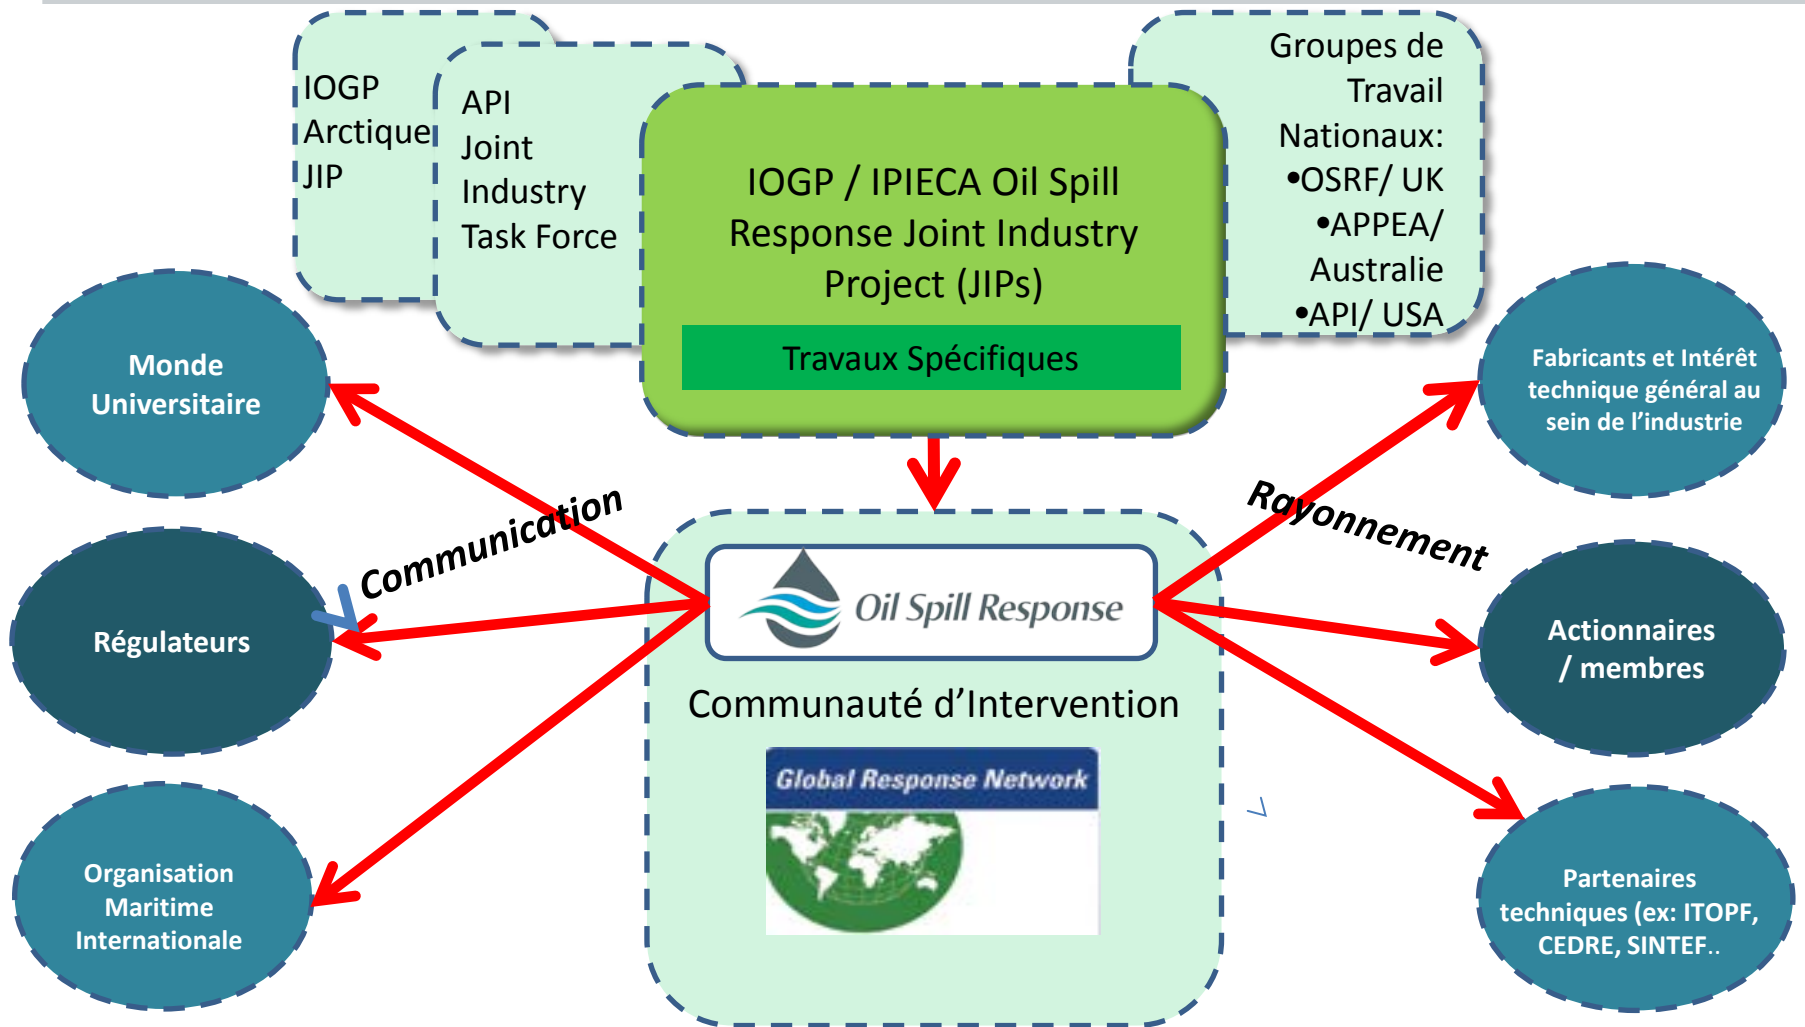 IOGP
Arctique
JIP
API
Joint
Industry
Task Force
IOGP / IPIECA Oil Spill
Response Joint Industry
Project (JIPs)
Travaux Spécifiques
Groupes de
Travail
Nationaux:
•OSRF/ UK
•APPEA/
Australie
•API/ USA
Monde
Universitaire
Régulateurs
Organisation
Maritime
Internationale
Communication
Oil Spill Response
Communauté d’Intervention
Global Response Network
Rayonnement
Fabricants et Intérêt
technique général au
sein de l’industrie
Actionnaires
/ membres
Partenaires
techniques (ex: ITOPF,
CEDRE, SINTEF..